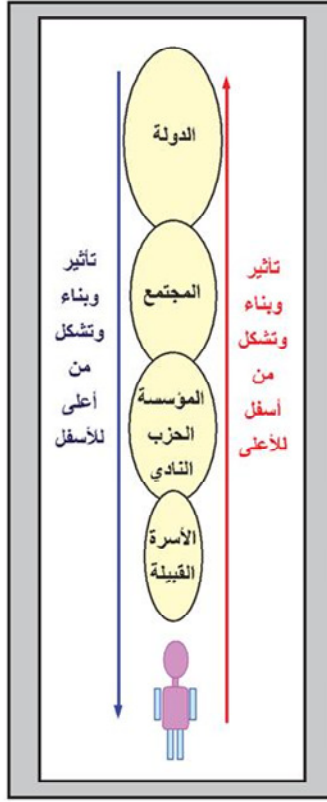 الدولة
المجتمع
المؤسسة
الحزب
النادي
الأسرة
القبيلة
تأثير
وبناء
وتشكل
من
أسفل
للأعلى
تأثير
وبناء
وتشكل
من
أعلى
للأسفل